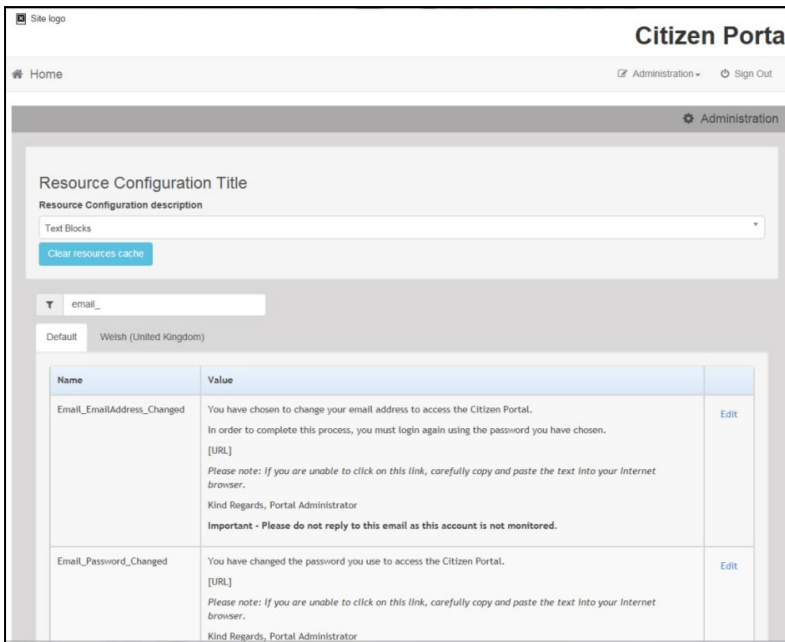 Site logo
Citizen Porta
Home
Administration
Sign Out
Administration
Resource Configuration Title
Resource Configuration description
Text Blocks
Clear resources cache
email_
Default Welsh (United Kingdom)
Name Value
Email_EmailAddress_Changed You have chosen to change your email address to access the Citizen Portal. Edit
In order to complete this process, you must login again using the password you have chosen.
[URL]
Please note: If you are unable to click on this link, carefully copy and paste the text into your internet
browser.
Kind Regards, Portal Administrator
Important - Please do not reply to this email as this account is not monitored.
Email_Password_Changed You have changed the password you use to access the Citizen Portal. Edit
[URL]
Please note: If you are unable to click on this link, carefully copy and paste the text into your internet
browser.
Kind Regards, Portal Administrator